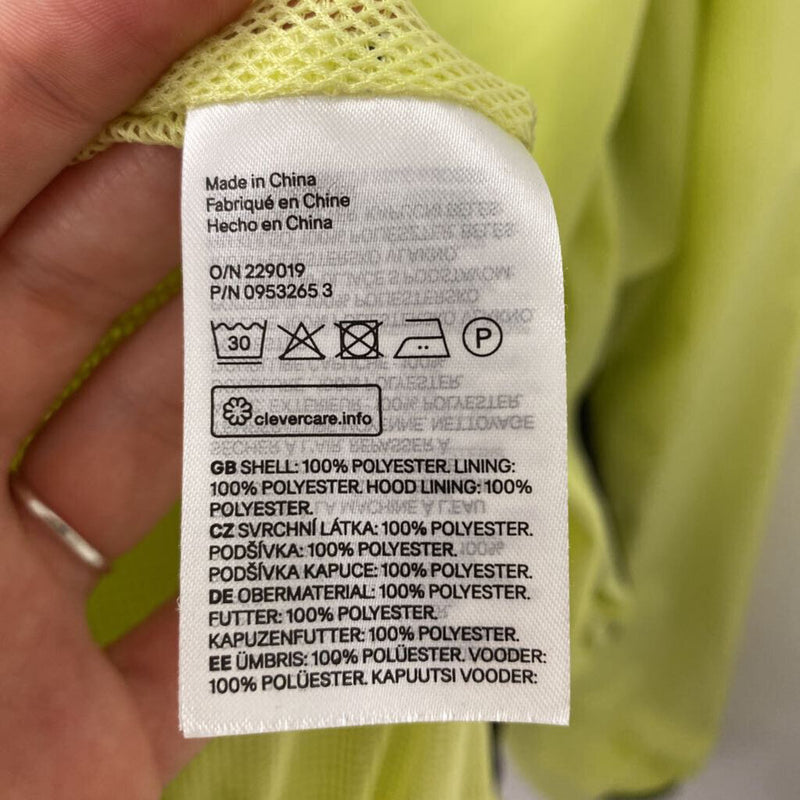 Made in China
Fabriqué en Chine
Hecho en China
O/N 229019
P/N 0953265 3
30 P
clevercare.info
GB SHELL: 100% POLYESTER. LINING:
100% POLYESTER. HOOD LINING: 100%
POLYESTER.
CZ SVRCHNÍ LÁTKA: 100% POLYESTER.
PODŠÍVKA: 100% POLYESTER.
PODŠÍVKA KAPUCE: 100% POLYESTER.
DE OBERMATERIAL: 100% POLYESTER.
FUTTER: 100% POLYESTER.
KAPUZENFUTTER: 100% POLYESTER.
EE ÜMBRIS: 100% POLÜESTER. VOODER:
100% POLÜESTER. KAPUUTSI VOODER: